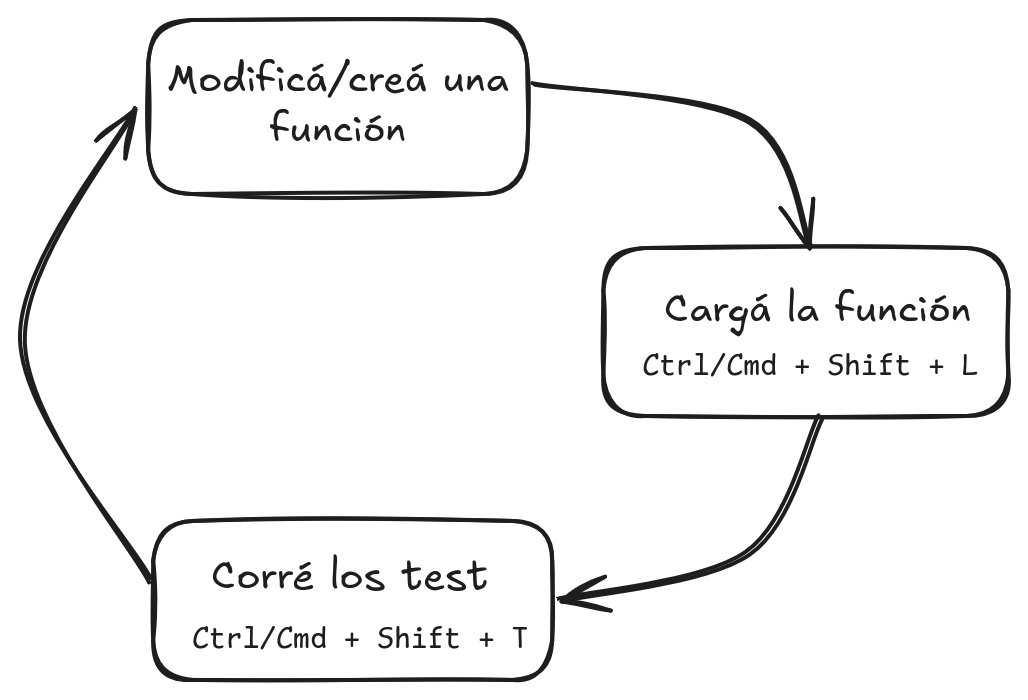 Modificá/creá una
función
Cargá la función
Ctrl/Cmd + Shift + L
Corré los test
Ctrl/Cmd + Shift + T